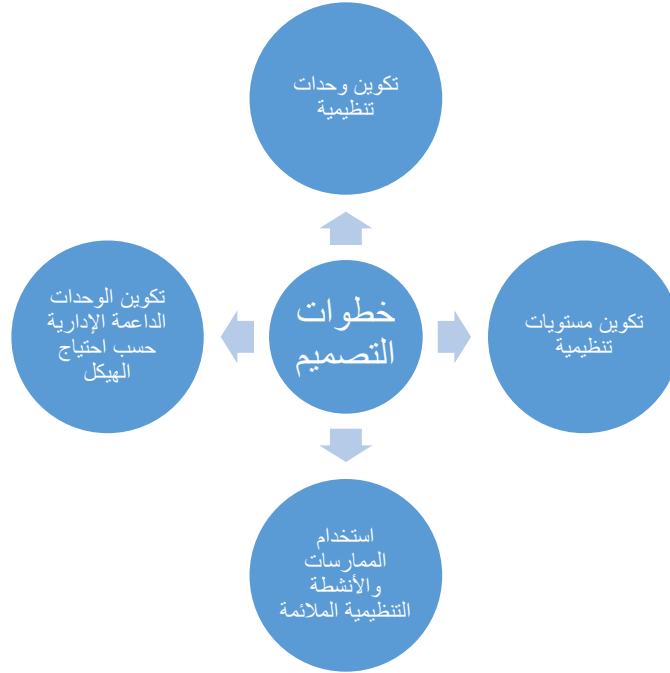 تكوين وحدات
تنظيمية
خطوات
التصميم
تكوين مستويات
تنظيمية
استخدام
الممارسات
والأنشطة
التنظيمية الملائمة
تكوين الوحدات
الداعمة الإدارية
حسب احتياج
الهيكل